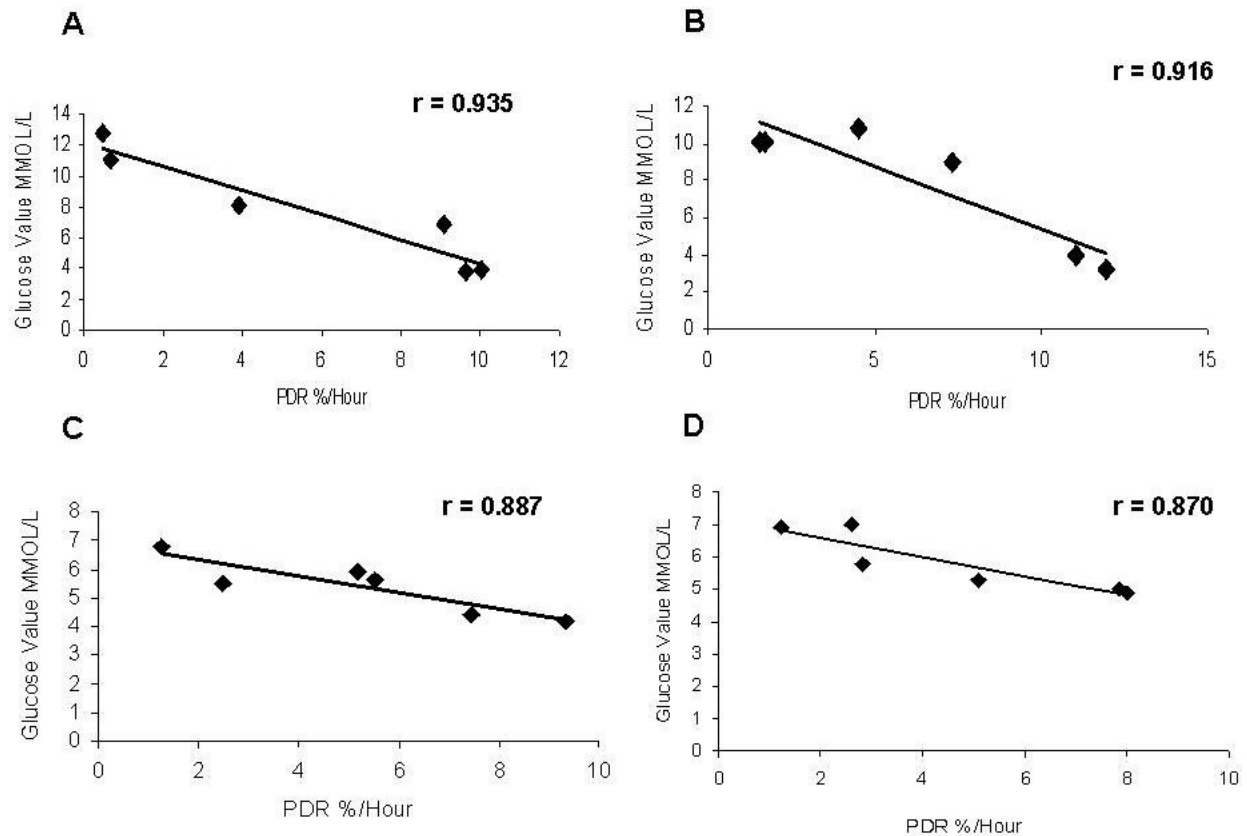 A
r = 0.935
Glucose Value MMOL/L
14
12
10
8
6
4
2
0
0 2 4 6 8 10 12
PDR %/Hour
B
r = 0.916
Glucose Value MMOL/L
12
10
8
6
4
2
0
0 5 10 15
PDR %/Hour
C
r = 0.887
Glucose Value MMOL/L
8
7
6
5
4
3
2
1
0
0 2 4 6 8 10
PDR %/Hour
D
r = 0.870
Glucose Value MMOL/L
8
7
6
5
4
3
2
1
0
0 2 4 6 8 10
PDR %/Hour